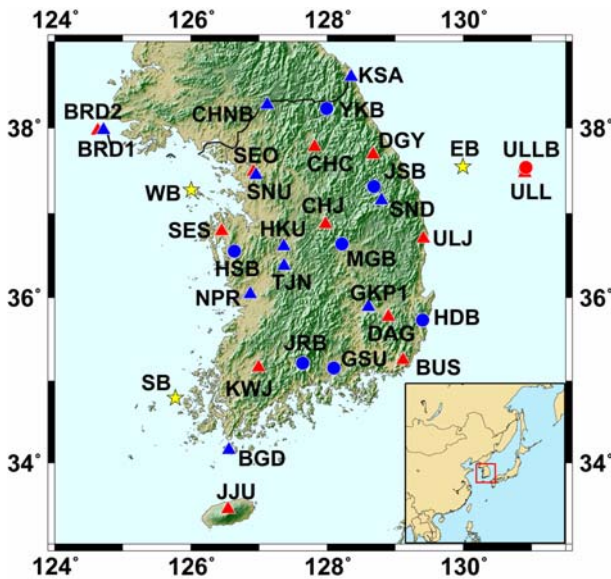 124° 126° 128° 130°
KSA
CHNB
YKB
BRD2
38° 38°
BRD1
DGY
EB
ULLB
SEO
CHC
JSB
SNU
ULL
WB
SND
CHJ
SES
HKU
ULJ
HSB
MGB
TJN
36° 36°
NPR
GKP1
HDB
DAG
JRB
GSU
BUS
SB
KWJ
BGD
34° 34°
JJU
124° 126° 128° 130°